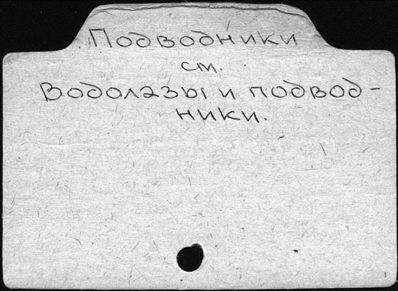 Подводники
см.
Водолазы и подвод-
ники.